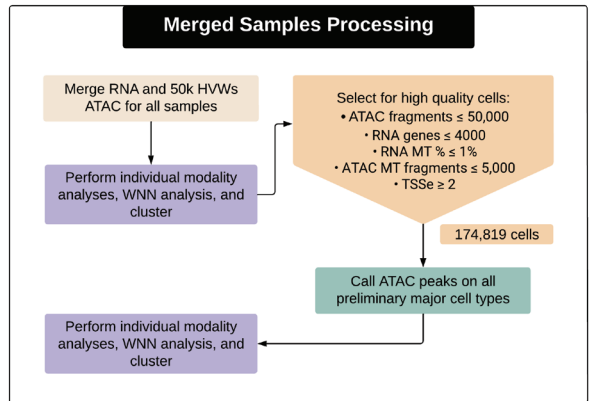 Merged Samples Processing
Merge RNA and 50k HVWs
ATAC for all samples
Perform individual modality
analyses, WNN analysis, and
cluster
Select for high quality cells:
• ATAC fragments ≤ 50,000
• RNA genes ≤ 4000
• RNA MT % ≤ 1%
• ATAC MT fragments ≤ 5,000
• TSSe ≥ 2
174,819 cells
Call ATAC peaks on all
preliminary major cell types
Perform individual modality
analyses, WNN analysis, and
cluster